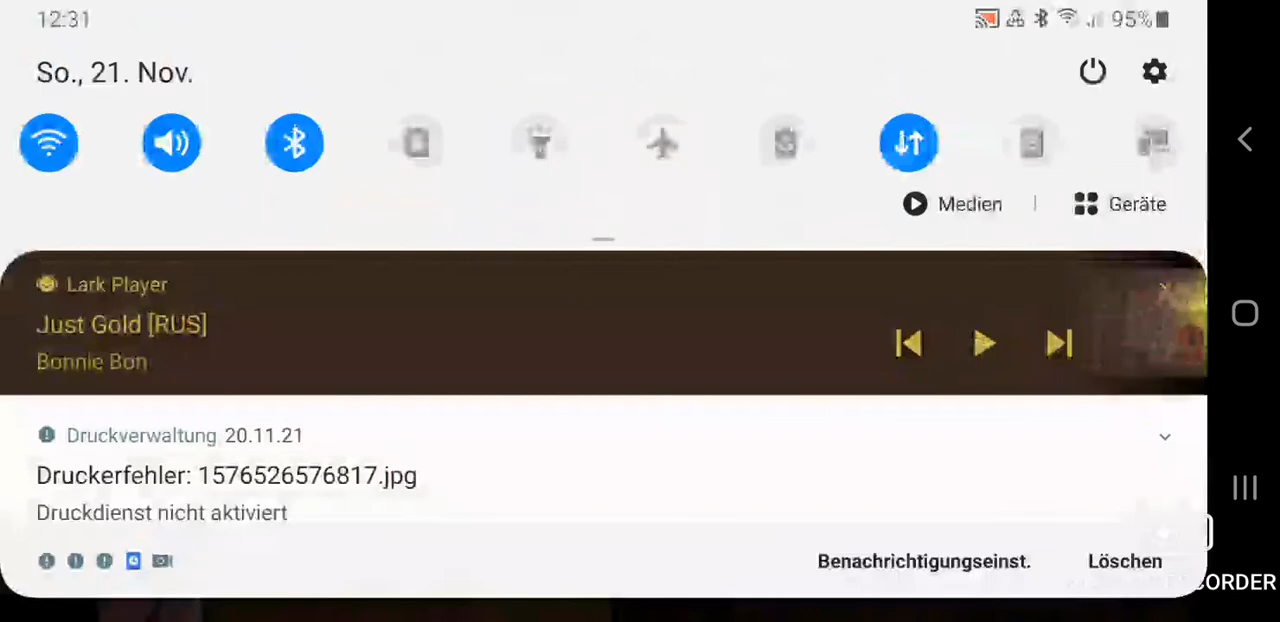 12:31
95%
So., 21. Nov.
Medien
Geräte
Lark Player
Just Gold [RUS]
Bonnie Bon
Druckverwaltung 20.11.21
Druckerfehler: 1576526576817.jpg
Druckdienst nicht aktiviert
Benachrichtigungseinst.
Löschen